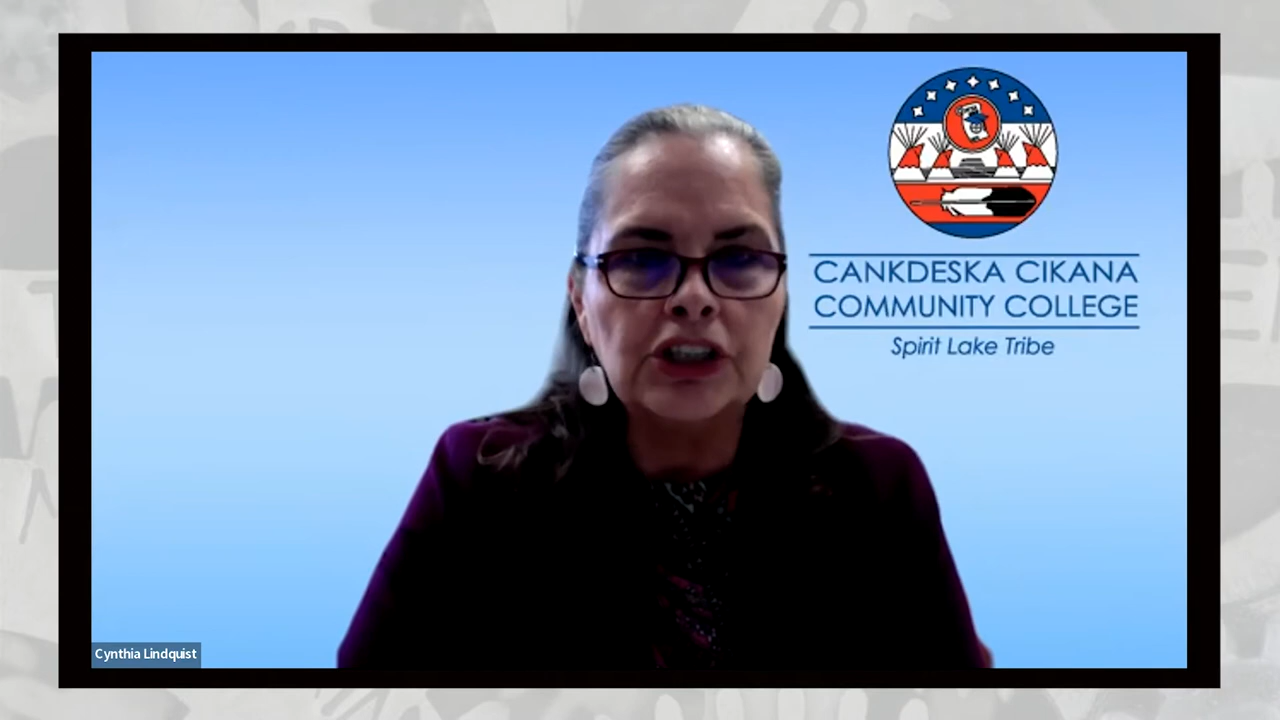 CANKDESKA CIKANA
COMMUNITY COLLEGE
Spirit Lake Tribe
Cynthia Lindquist